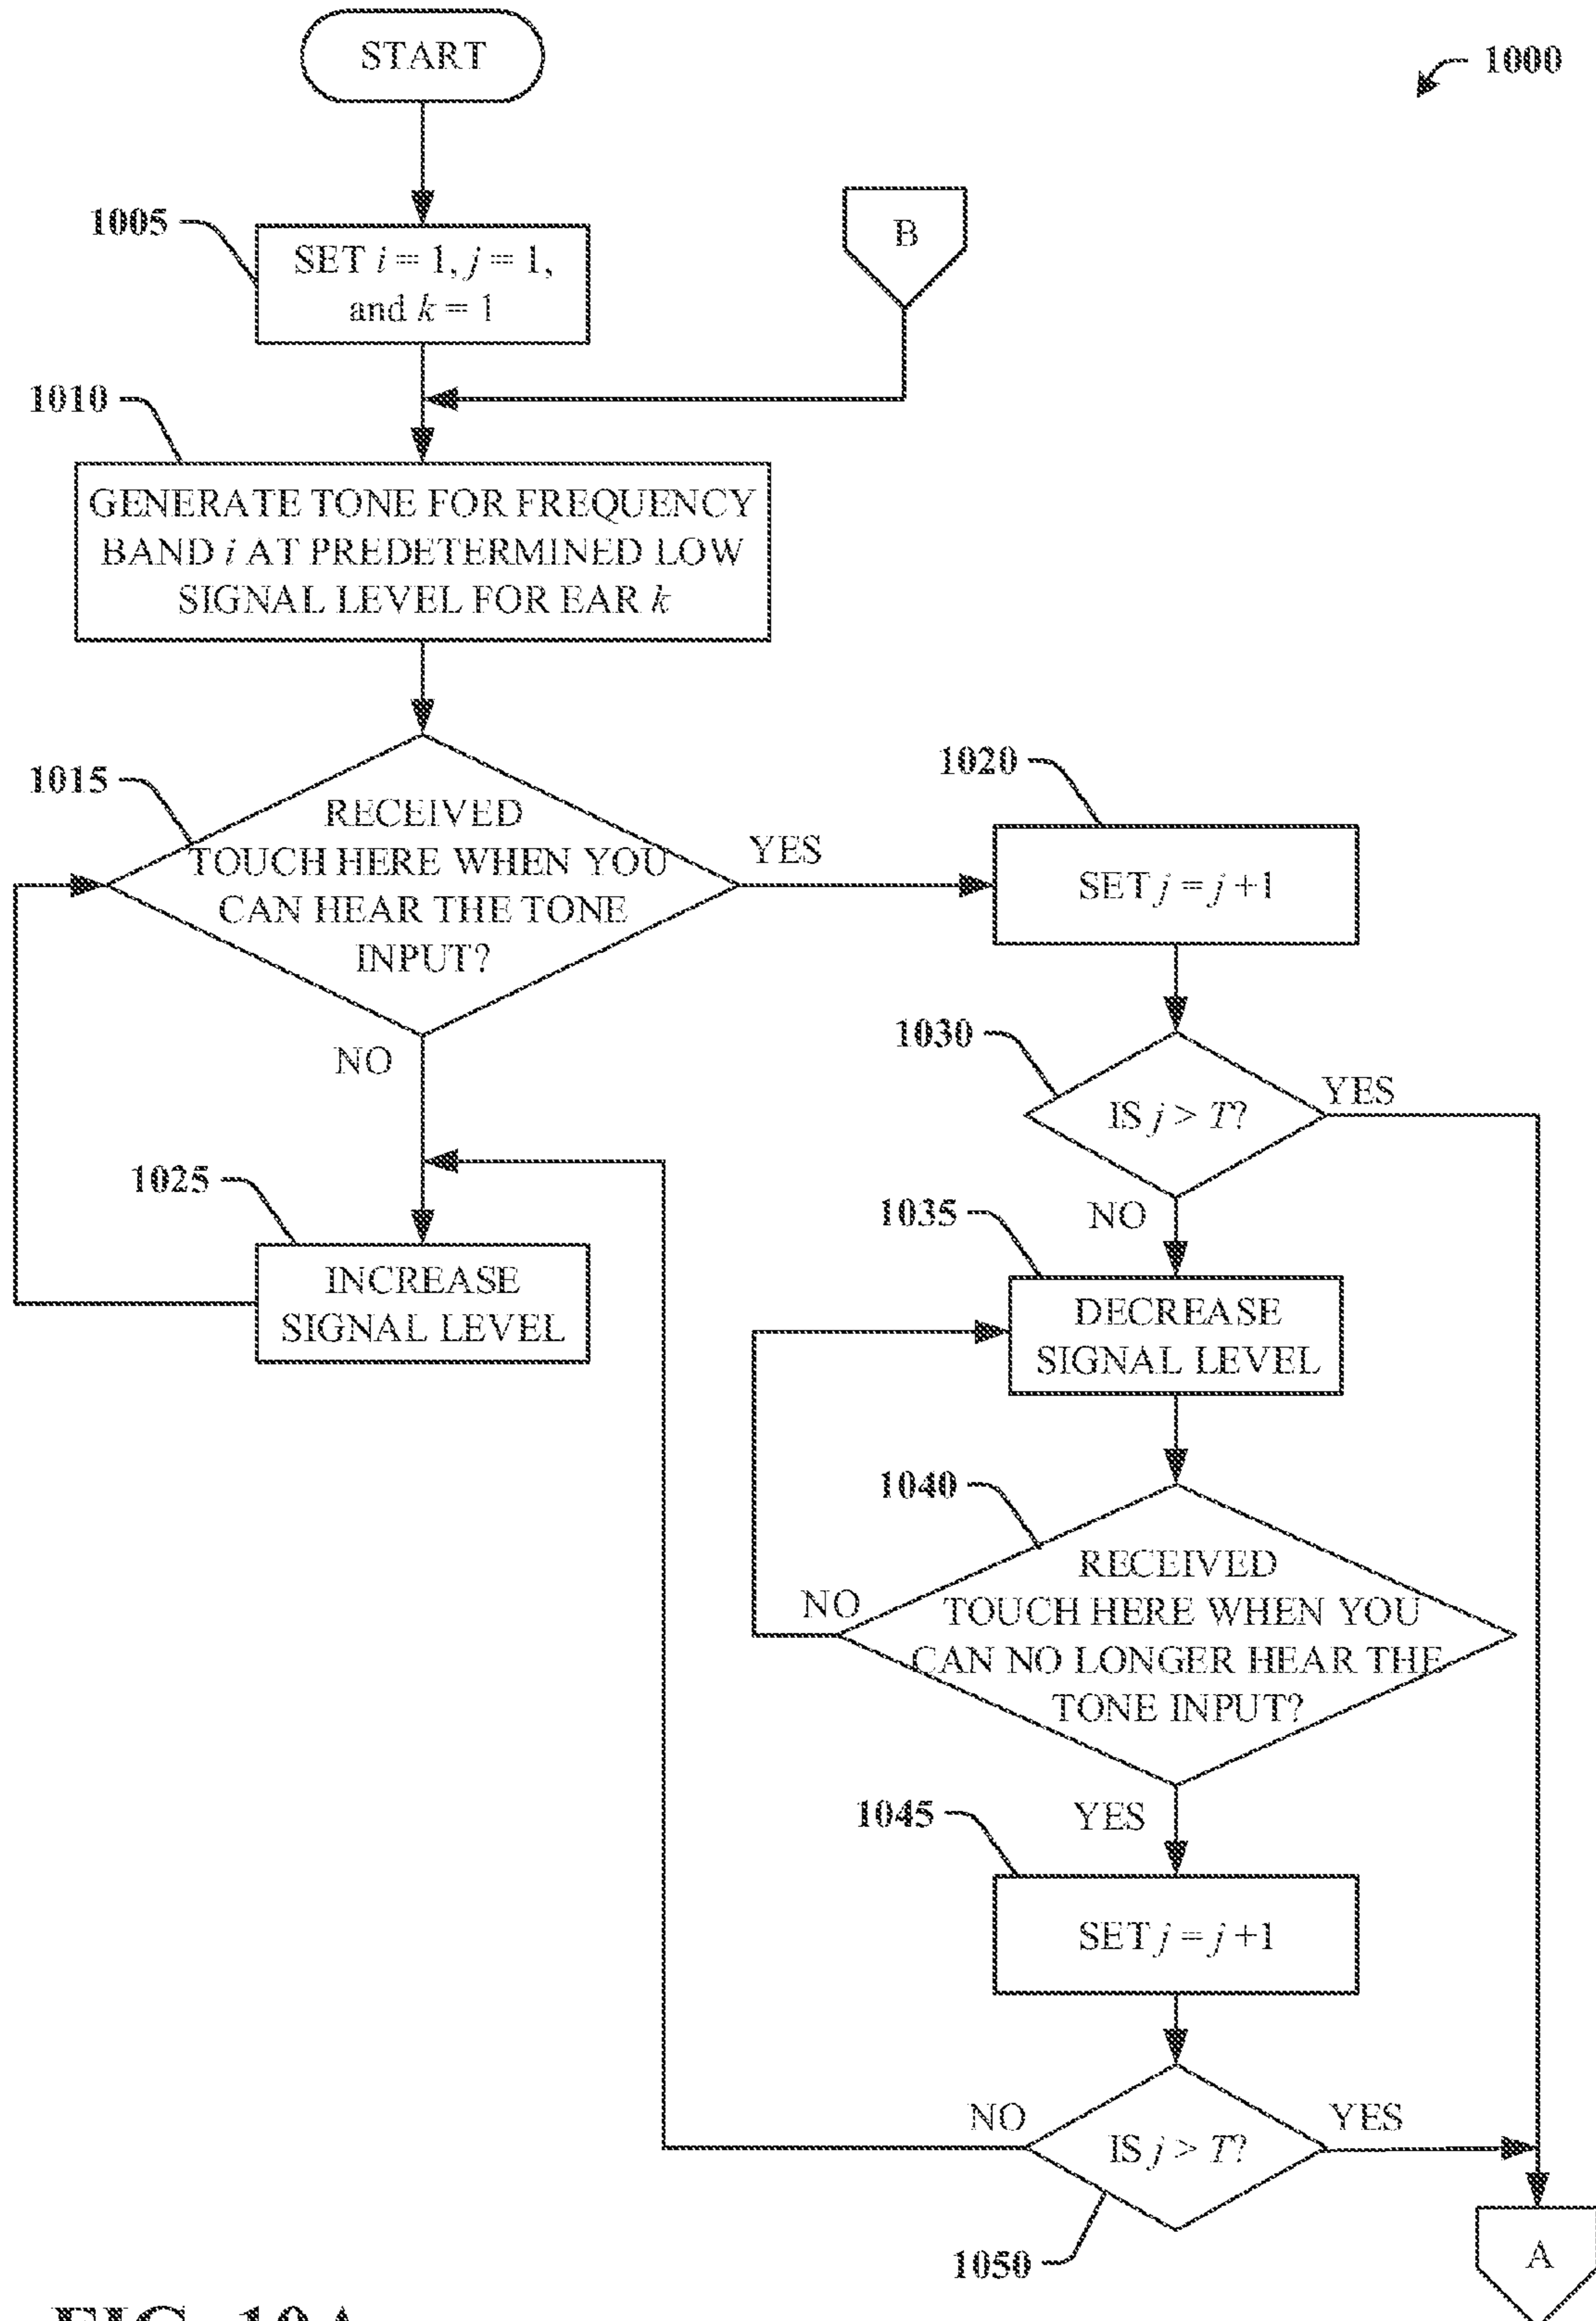 START
1000
1005
SET i = 1, j = 1,
and k = 1
B
1010
GENERATE TONE FOR FREQUENCY
BAND i AT PREDETERMINED LOW
SIGNAL LEVEL FOR EAR k
1015
RECEIVED
TOUCH HERE WHEN YOU
CAN HEAR THE TONE
INPUT?
YES
1020
SET j = j +1
NO
1030
IS j > T?
YES
1025
INCREASE
SIGNAL LEVEL
NO
1035
DECREASE
SIGNAL LEVEL
1040
RECEIVED
TOUCH HERE WHEN YOU
CAN NO LONGER HEAR THE
TONE INPUT?
NO
YES
1045
SET j = j +1
NO
IS j > T?
YES
1050
A
FIG. 10A